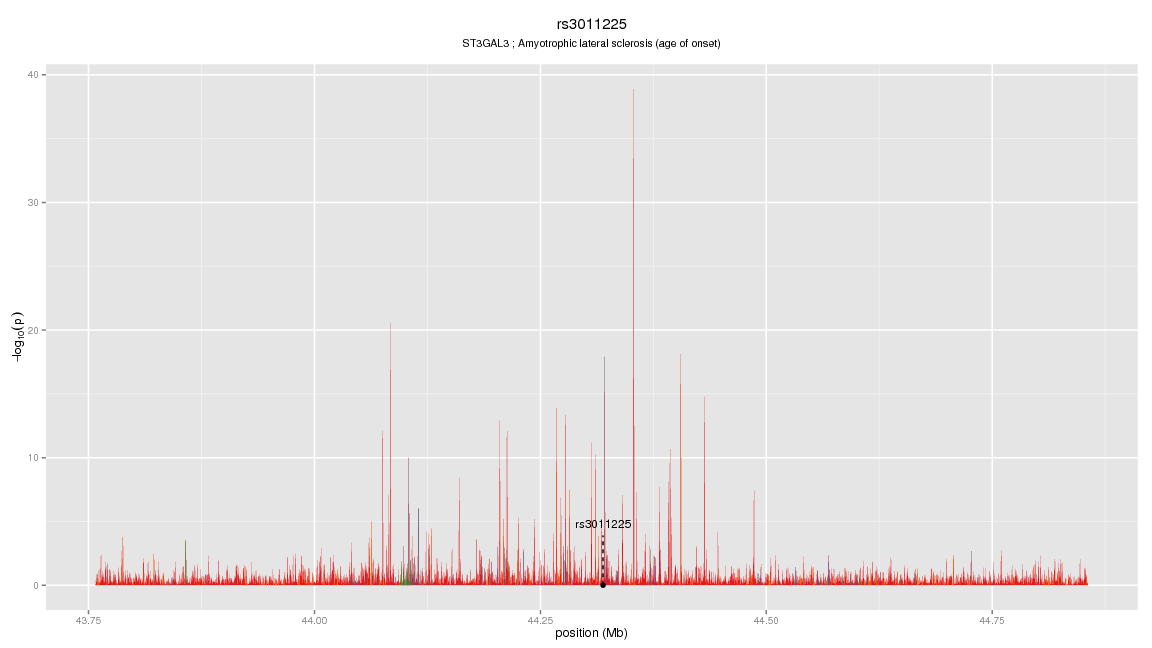 rs3011225
ST3GAL3 ; Amyotrophic lateral sclerosis (age of onset)
40
30
20
10
0
−log10(p)
rs3011225
43.75 44.00 44.25 44.50 44.75
position (Mb)